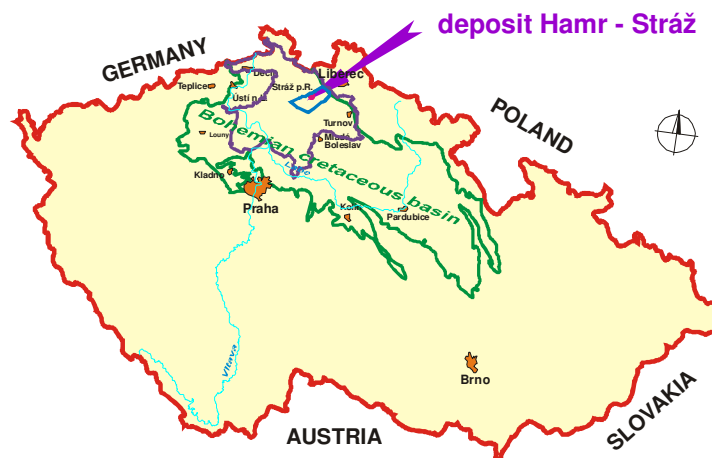 deposit Hamr - Stráž
GERMANY
POLAND
Děčín
Liberec
Teplice
Stráž p.R.
Ústí n.L.
Turnov
Mladá
Boleslav
Louny
Bohemian cretaceous basin
Kladno
Praha
Kolín
Pardubice
Vltava
Brno
AUSTRIA
SLOVAKIA